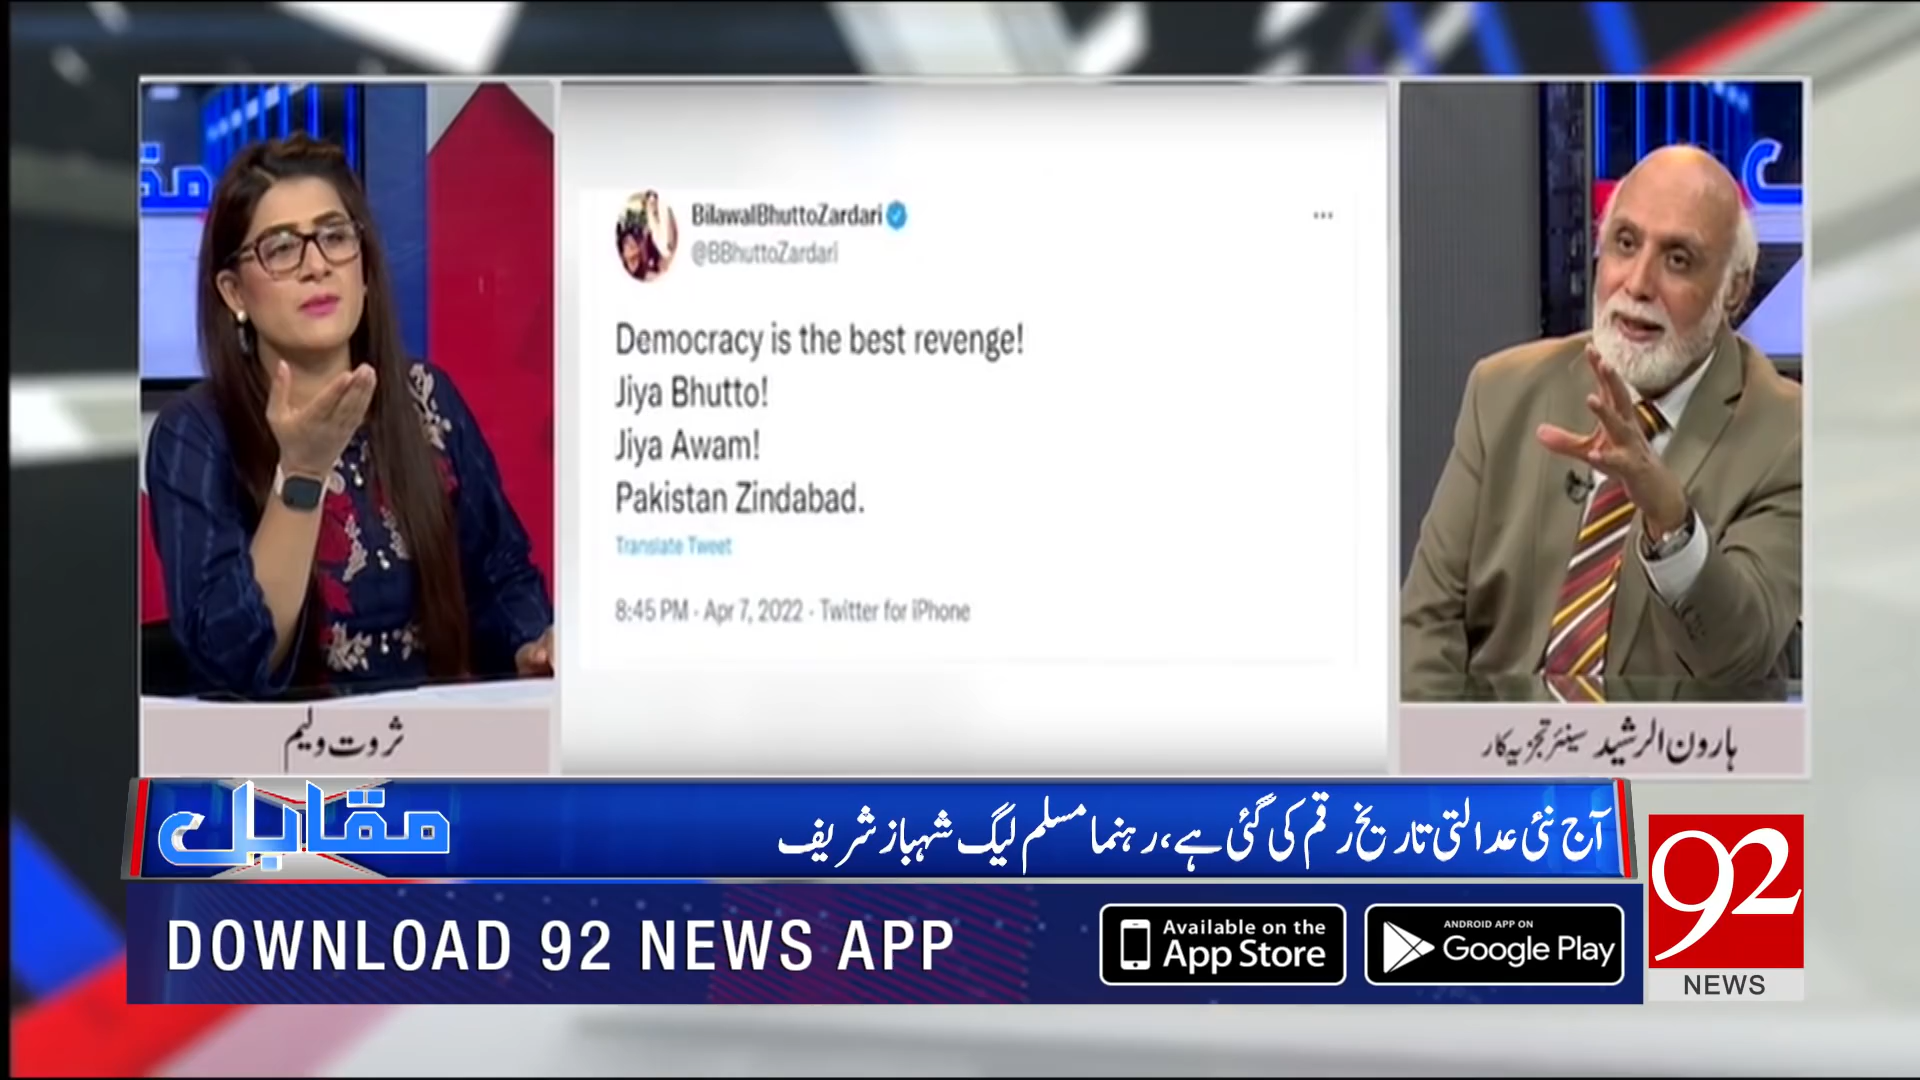 BilawalBhuttoZardari
@BBhuttoZardari
Democracy is the best revenge!
Jiya Bhutto!
Jiya Awam!
Pakistan Zindabad.
Translate Tweet
8:45 PM · Apr 7, 2022 · Twitter for iPhone
ثروت ولیم
ہارون الرشید سینئر تجزیہ کار
مقابل
آج نئی عدالتی تاریخ رقم کی گئی ہے، رہنما مسلم لیگ شہباز شریف
DOWNLOAD 92 NEWS APP
Available on the
App Store
ANDROID APP ON
Google Play
92
NEWS